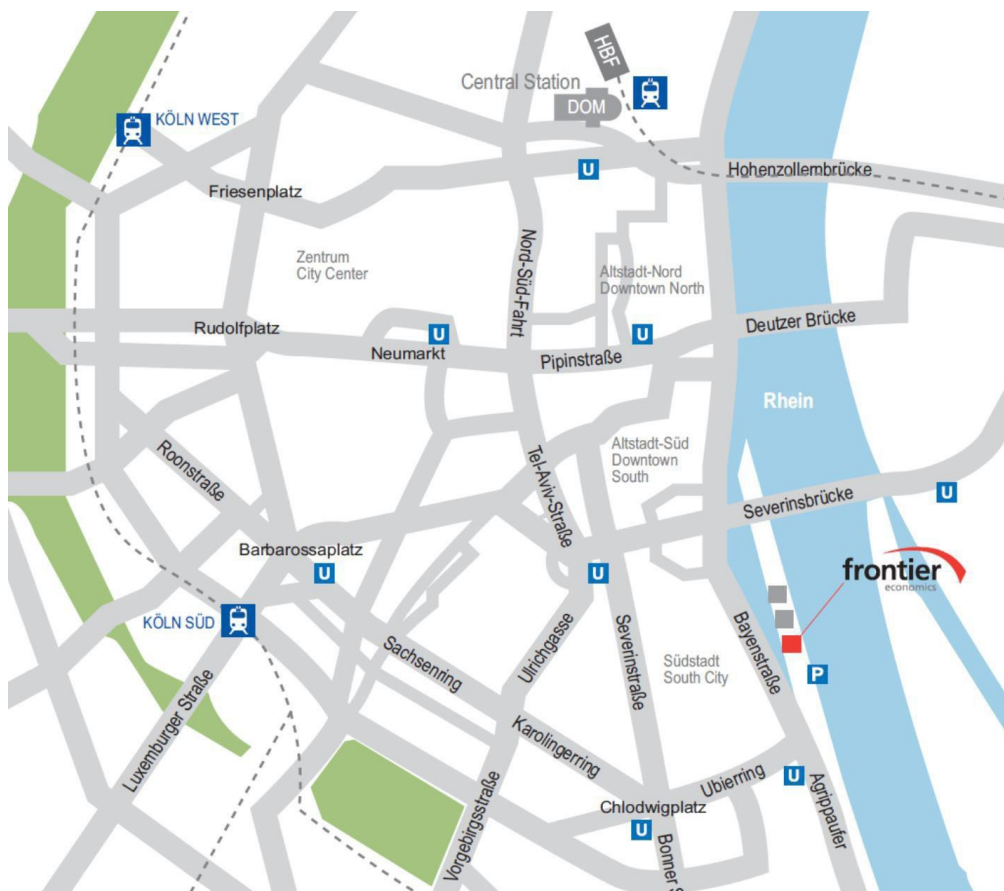 HBF
Central Station
DOM
KÖLN WEST
U
Hohenzollernbrücke
Friesenplatz
Nord-Süd-Fahrt
Zentrum
City Center
Altstadt-Nord
Downtown North
Rudolfplatz
U
U
Deutzer Brücke
Neumarkt
Pipinstraße
Rhein
Roonstraße
Tel-Aviv-Straße
Altstadt-Süd
Downtown
South
Severinsbrücke
U
Barbarossaplatz
U
U
frontier
economics
KÖLN SÜD
Sachsenring
Ulrichgasse
Severinstraße
Bayenstraße
Südstadt
South City
P
Luxemburger Straße
Karolingerring
Ubierring
U
Agrippaufer
Vorgebirgsstraße
Chlodwigplatz
U
Bonner S